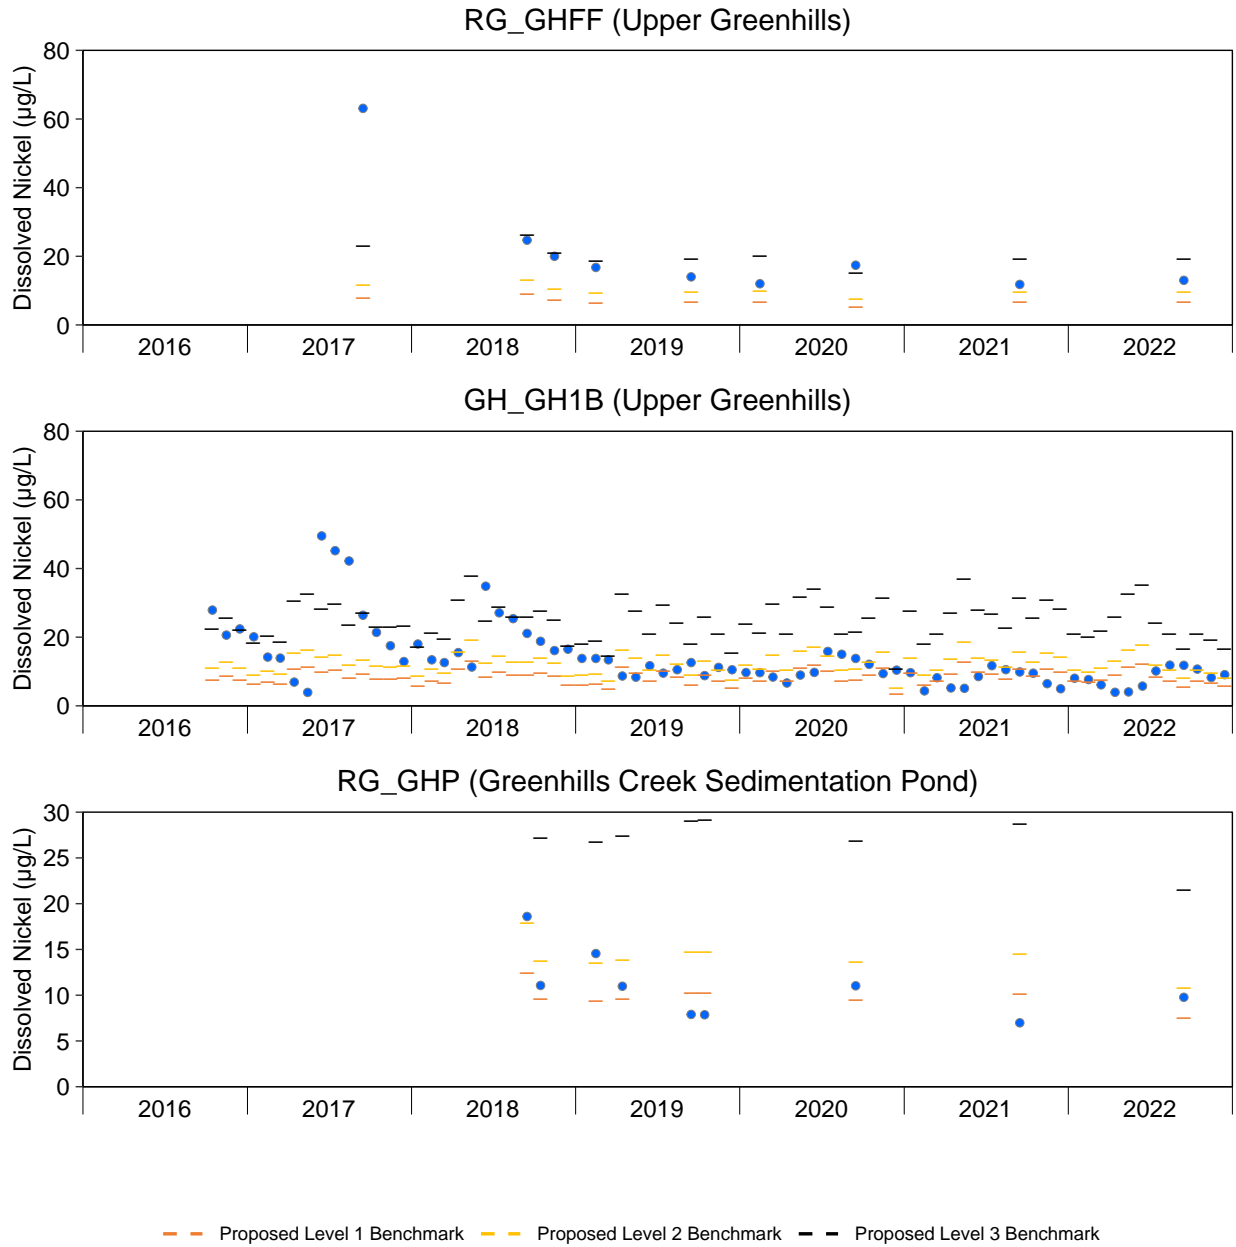 RG_GHFF (Upper Greenhills)
Dissolved Nickel (µg/L)
80
60
40
20
0
2016 2017 2018 2019 2020 2021 2022
GH_GH1B (Upper Greenhills)
Dissolved Nickel (µg/L)
80
60
40
20
0
2016 2017 2018 2019 2020 2021 2022
RG_GHP (Greenhills Creek Sedimentation Pond)
Dissolved Nickel (µg/L)
30
25
20
15
10
5
0
2016 2017 2018 2019 2020 2021 2022
Proposed Level 1 Benchmark Proposed Level 2 Benchmark Proposed Level 3 Benchmark